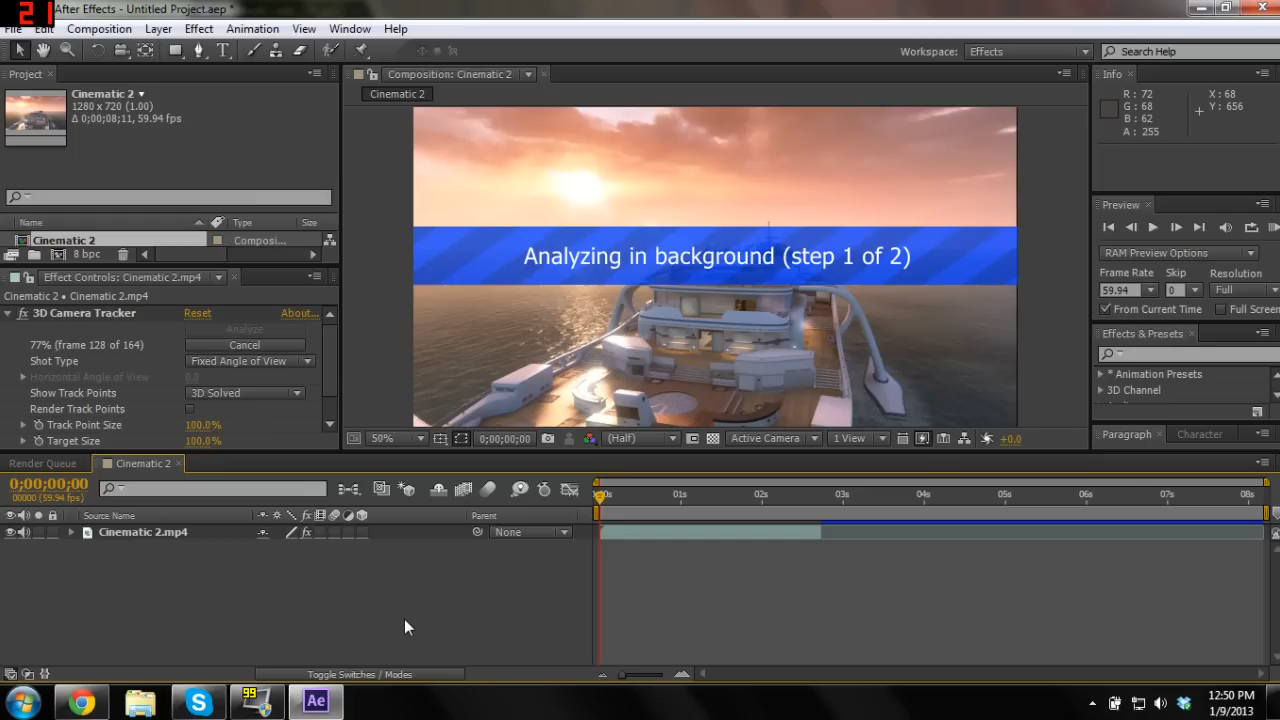 21
After Effects - Untitled Project.aep *
File Edit Composition Layer Effect Animation View Window Help
Workspace: Effects Search Help
Project
Cinematic 2
1280 x 720 (1.00)
Δ 0;00;08;11, 59.94 fps
Name Type Size
Cinematic 2 Composi...
8 bpc
Composition: Cinematic 2
Cinematic 2
Analyzing in background (step 1 of 2)
50% 0;00;00;00 (Half) Active Camera 1 View +0.0
Info
R : 72 X : 68
G : 68 Y : 656
B : 62
A : 255
Preview
RAM Preview Options
Frame Rate Skip Resolution
59.94 0 Full
From Current Time Full Screen
Effects & Presets
* Animation Presets
3D Channel
Paragraph Character
Effect Controls: Cinematic 2.mp4
Cinematic 2 • Cinematic 2.mp4
fx 3D Camera Tracker Reset About...
Analyze
77% (frame 128 of 164) Cancel
Shot Type Fixed Angle of View
Horizontal Angle of View 0.0
Show Track Points 3D Solved
Render Track Points
Track Point Size 100.0%
Target Size 100.0%
Render Queue Cinematic 2
0;00;00;00
00000 (59.94 fps)
01s 02s 03s 04s 05s 06s 07s 08s
Source Name fx Parent
Cinematic 2.mp4 fx None
Toggle Switches / Modes
99
Ae
12:50 PM
1/9/2013